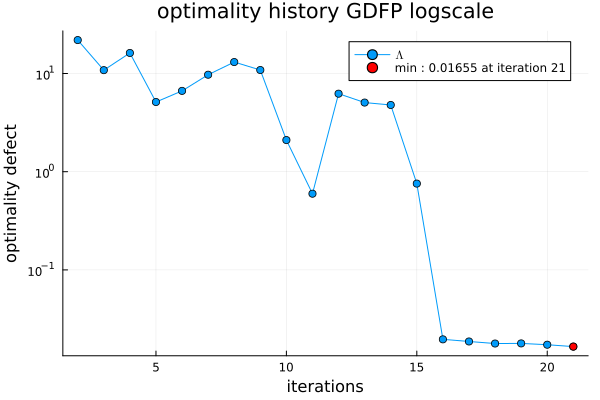 optimality history GDFP logscale
Λ
min : 0.01655 at iteration 21
10¹
10⁰
10⁻¹
optimality defect
5 10 15 20
iterations